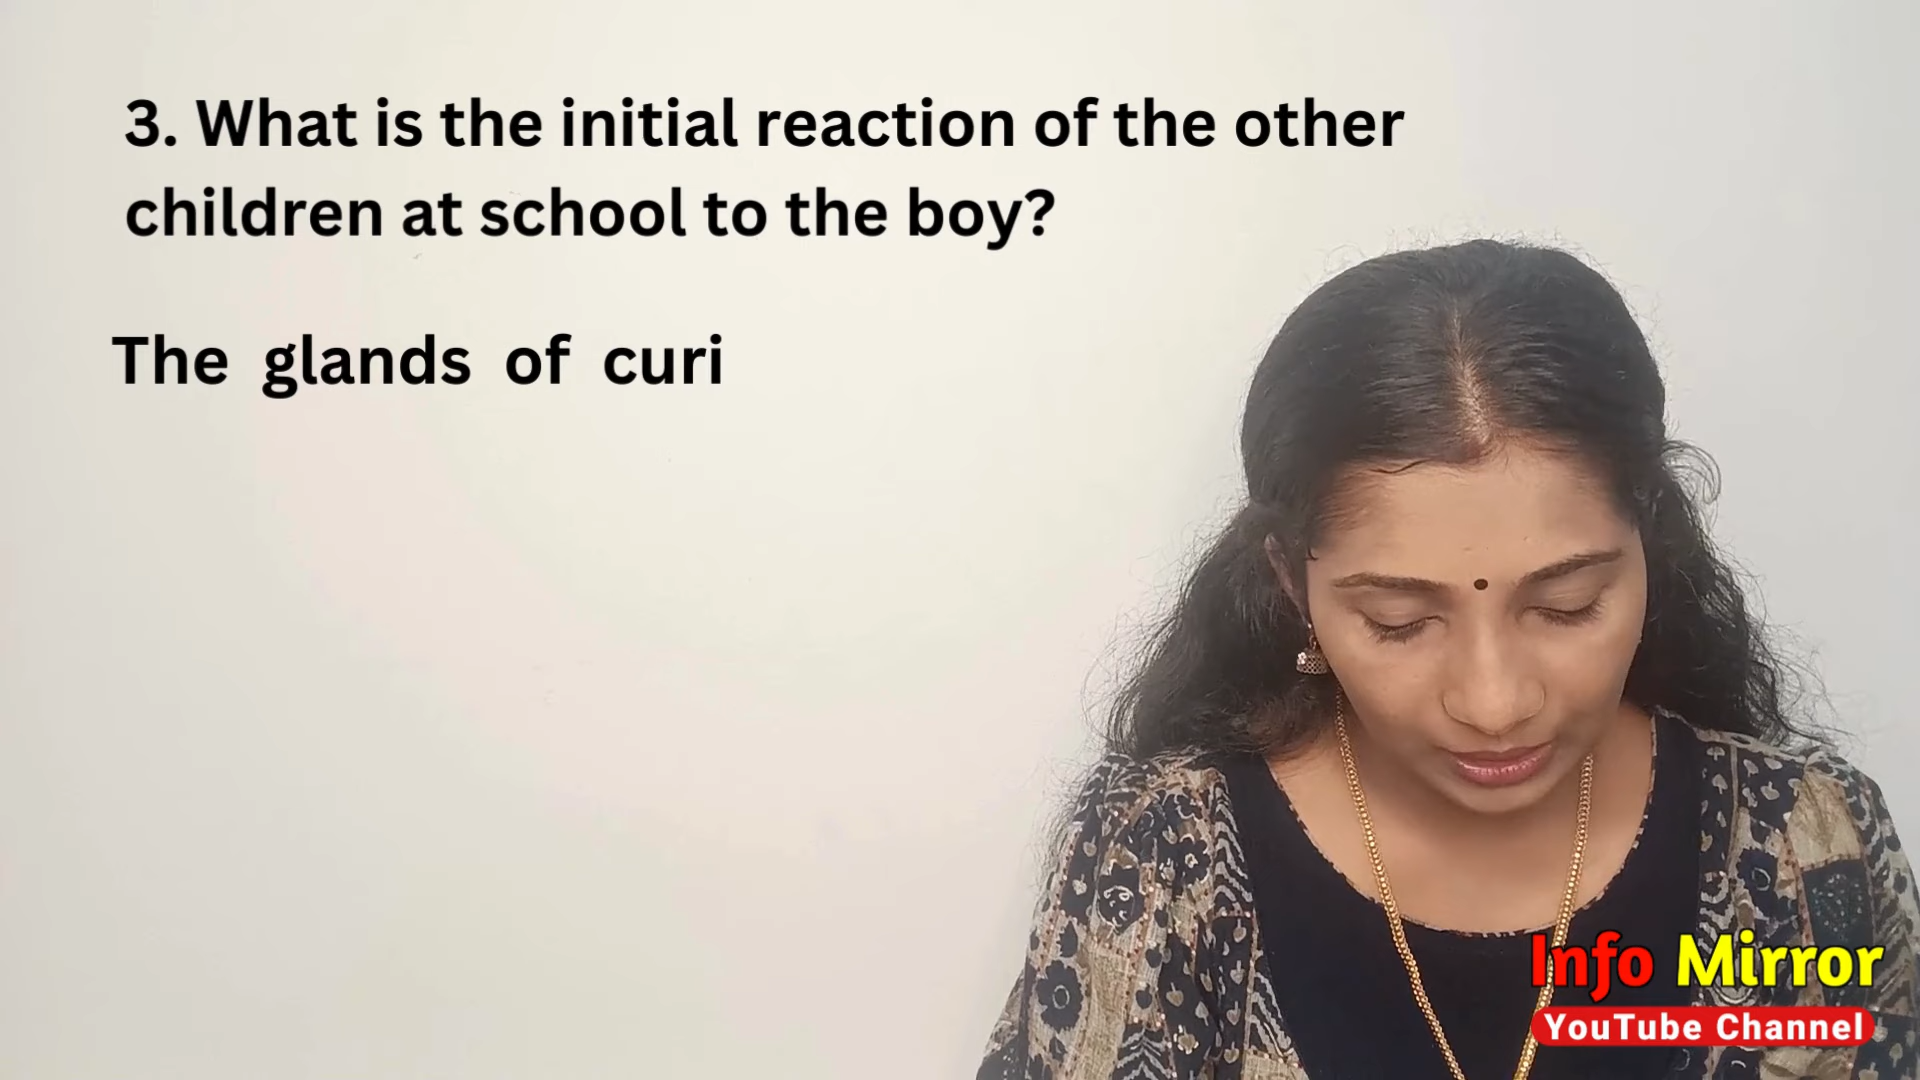 3. What is the initial reaction of the other
children at school to the boy?
The glands of curi
Info Mirror
YouTube Channel